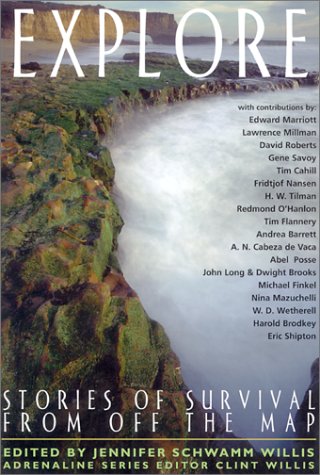 EXPLORE
with contributions by:
Edward Marriott
Lawrence Millman
David Roberts
Gene Savoy
Tim Cahill
Fridtjof Nansen
H. W. Tilman
Redmond O'Hanlon
Tim Flannery
Andrea Barrett
A. N. Cabeza de Vaca
Abel Posse
John Long & Dwight Brooks
Michael Finkel
Nina Mazuchelli
W. D. Wetherell
Harold Brodkey
Eric Shipton
STORIES OF SURVIVAL
FROM OFF THE MAP
EDITED BY JENNIFER SCHWAMM WILLIS
ADRENALINE SERIES EDITOR CLINT WILLIS